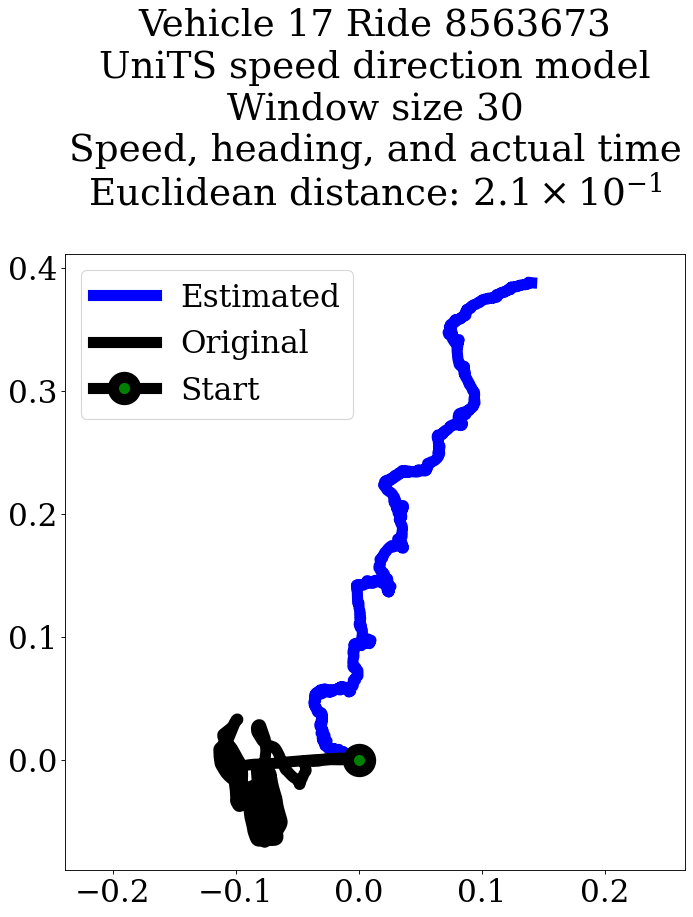 Vehicle 17 Ride 8563673
UniTS speed direction model
Window size 30
Speed, heading, and actual time
Euclidean distance: 2.1 × 10⁻¹
Estimated
Original
Start
0.4
0.3
0.2
0.1
0.0
−0.2 −0.1 0.0 0.1 0.2